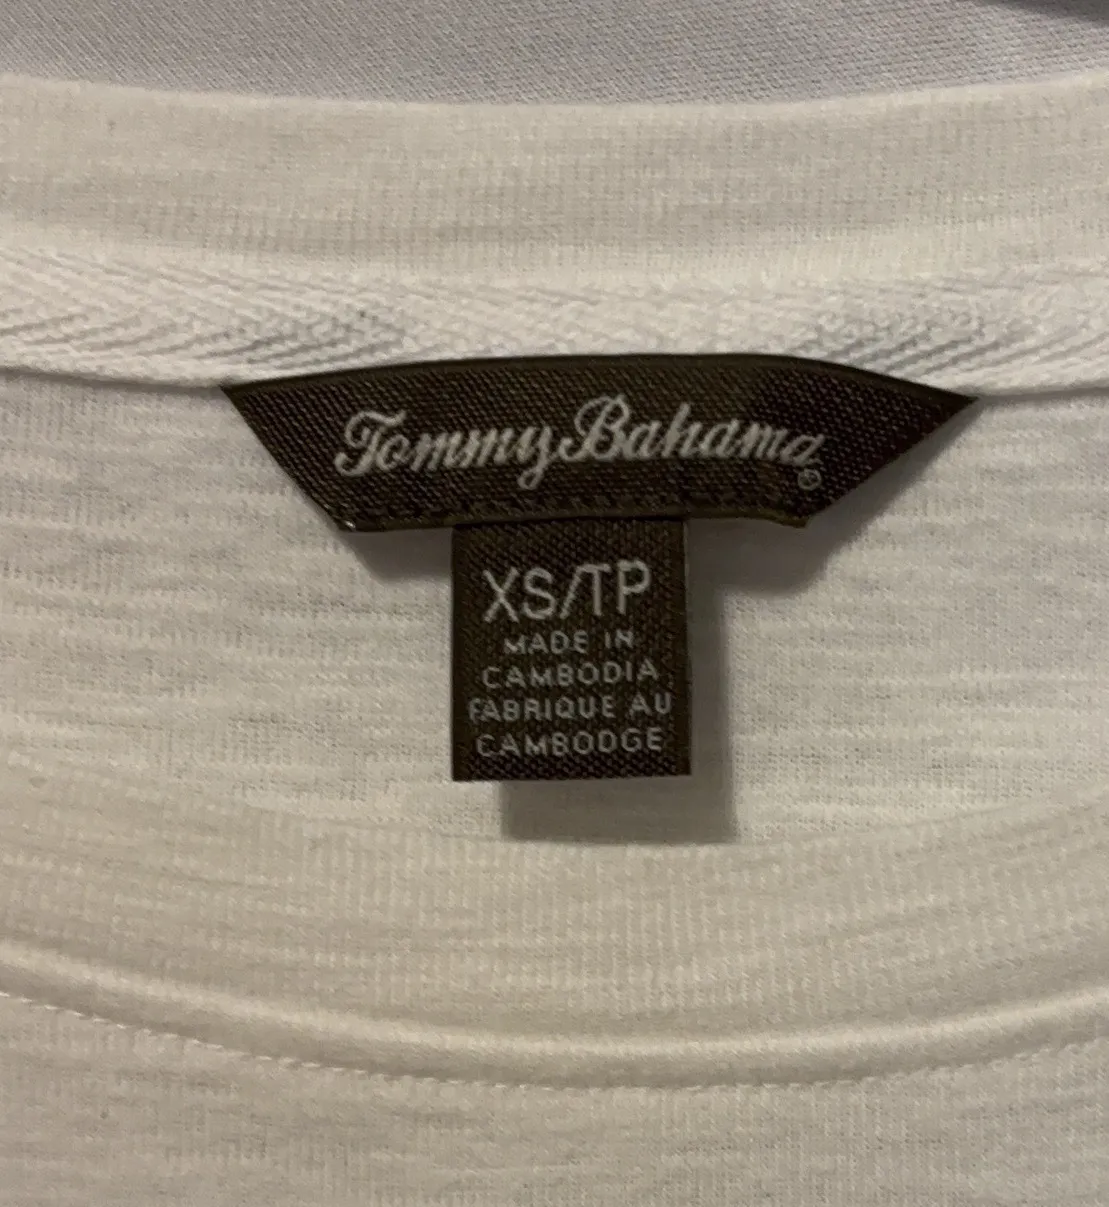 Tommy Bahama®
XS/TP
MADE IN
CAMBODIA
FABRIQUE AU
CAMBODGE